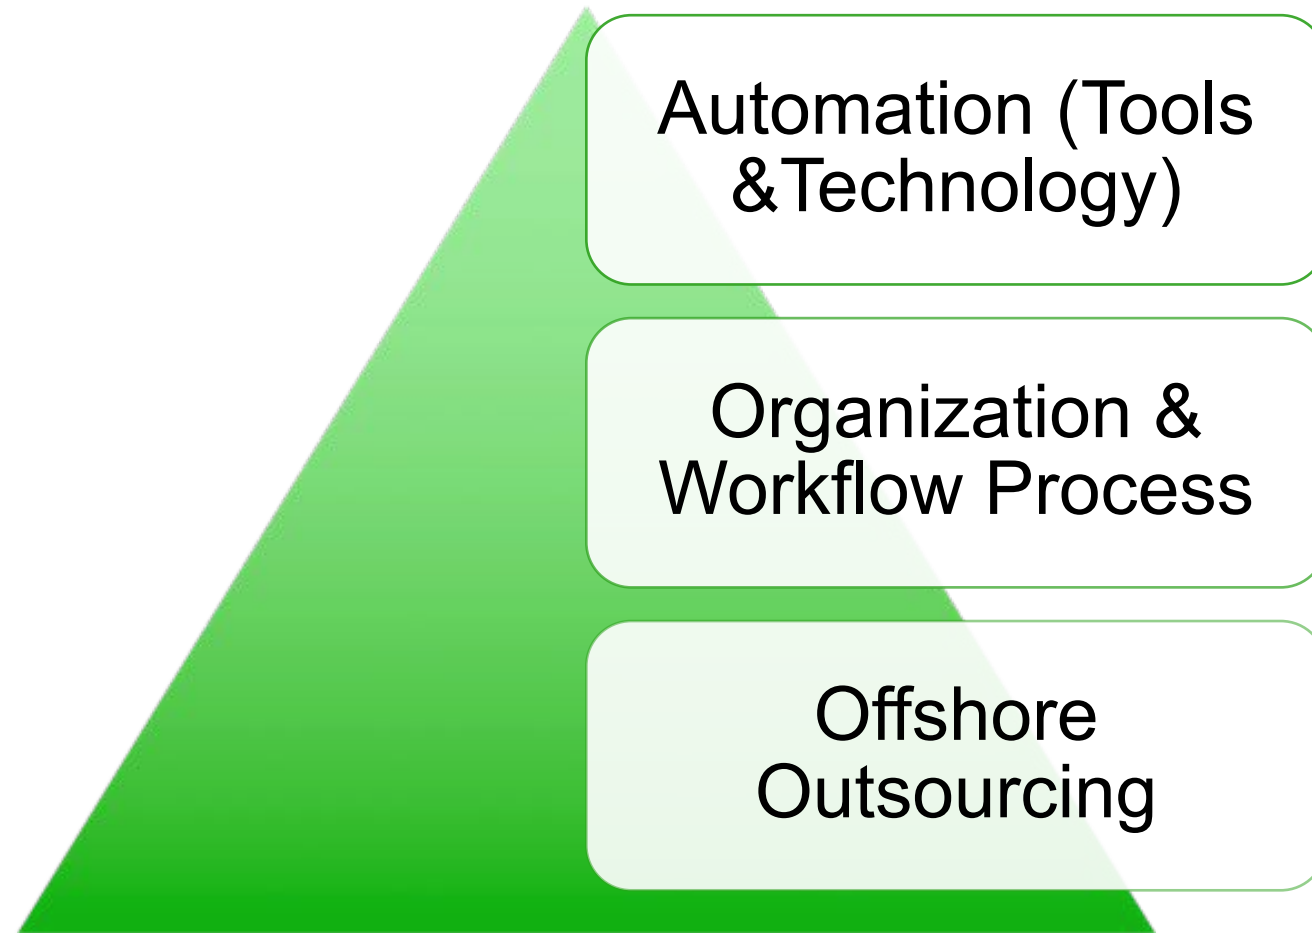 Automation (Tools
&Technology)
Organization &
Workflow Process
Offshore
Outsourcing